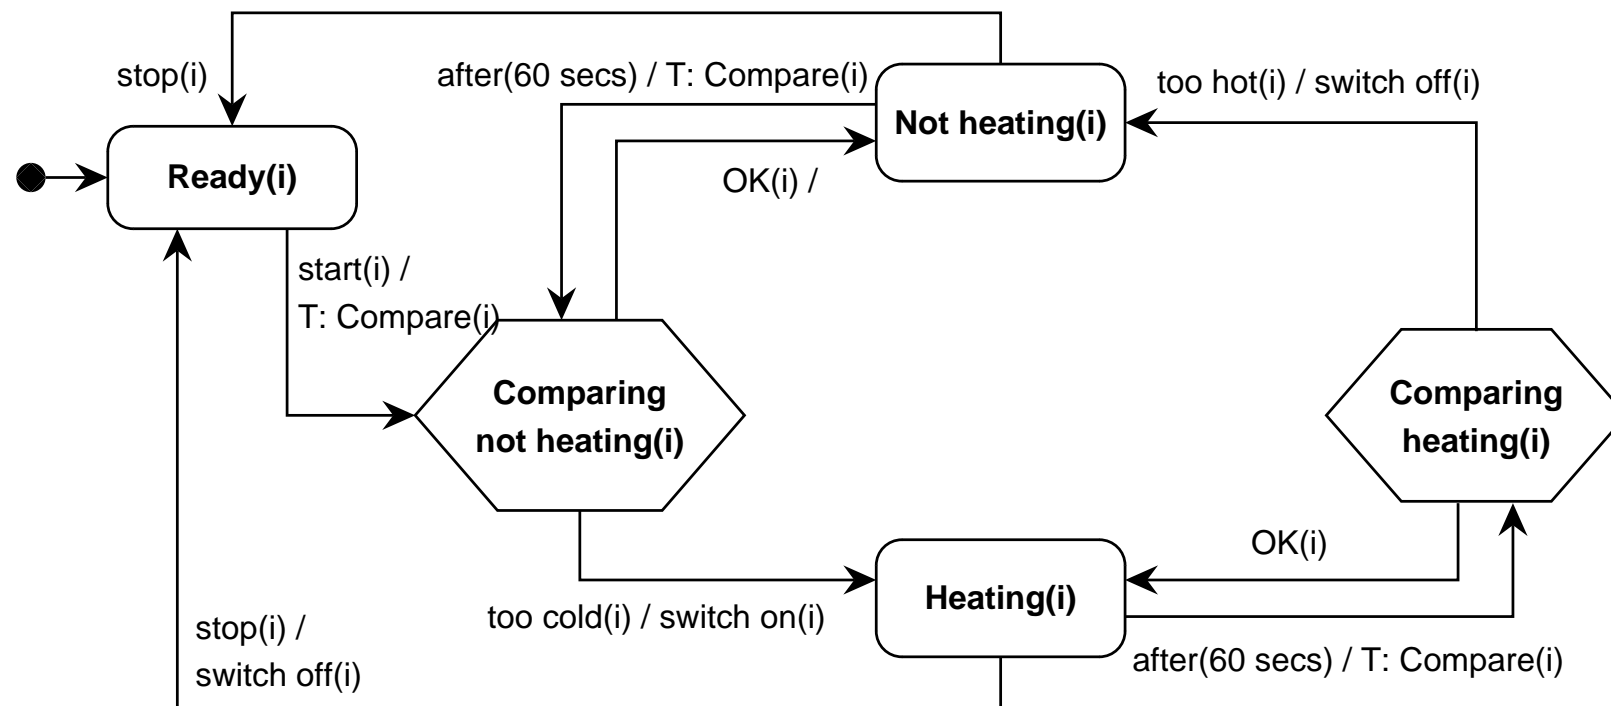 stop(i)
after(60 secs) / T: Compare(i)
too hot(i) / switch off(i)
Not heating(i)
Ready(i)
OK(i) /
start(i) /
T: Compare(i)
Comparing
not heating(i)
Comparing
heating(i)
OK(i)
Heating(i)
too cold(i) / switch on(i)
stop(i) /
switch off(i)
after(60 secs) / T: Compare(i)